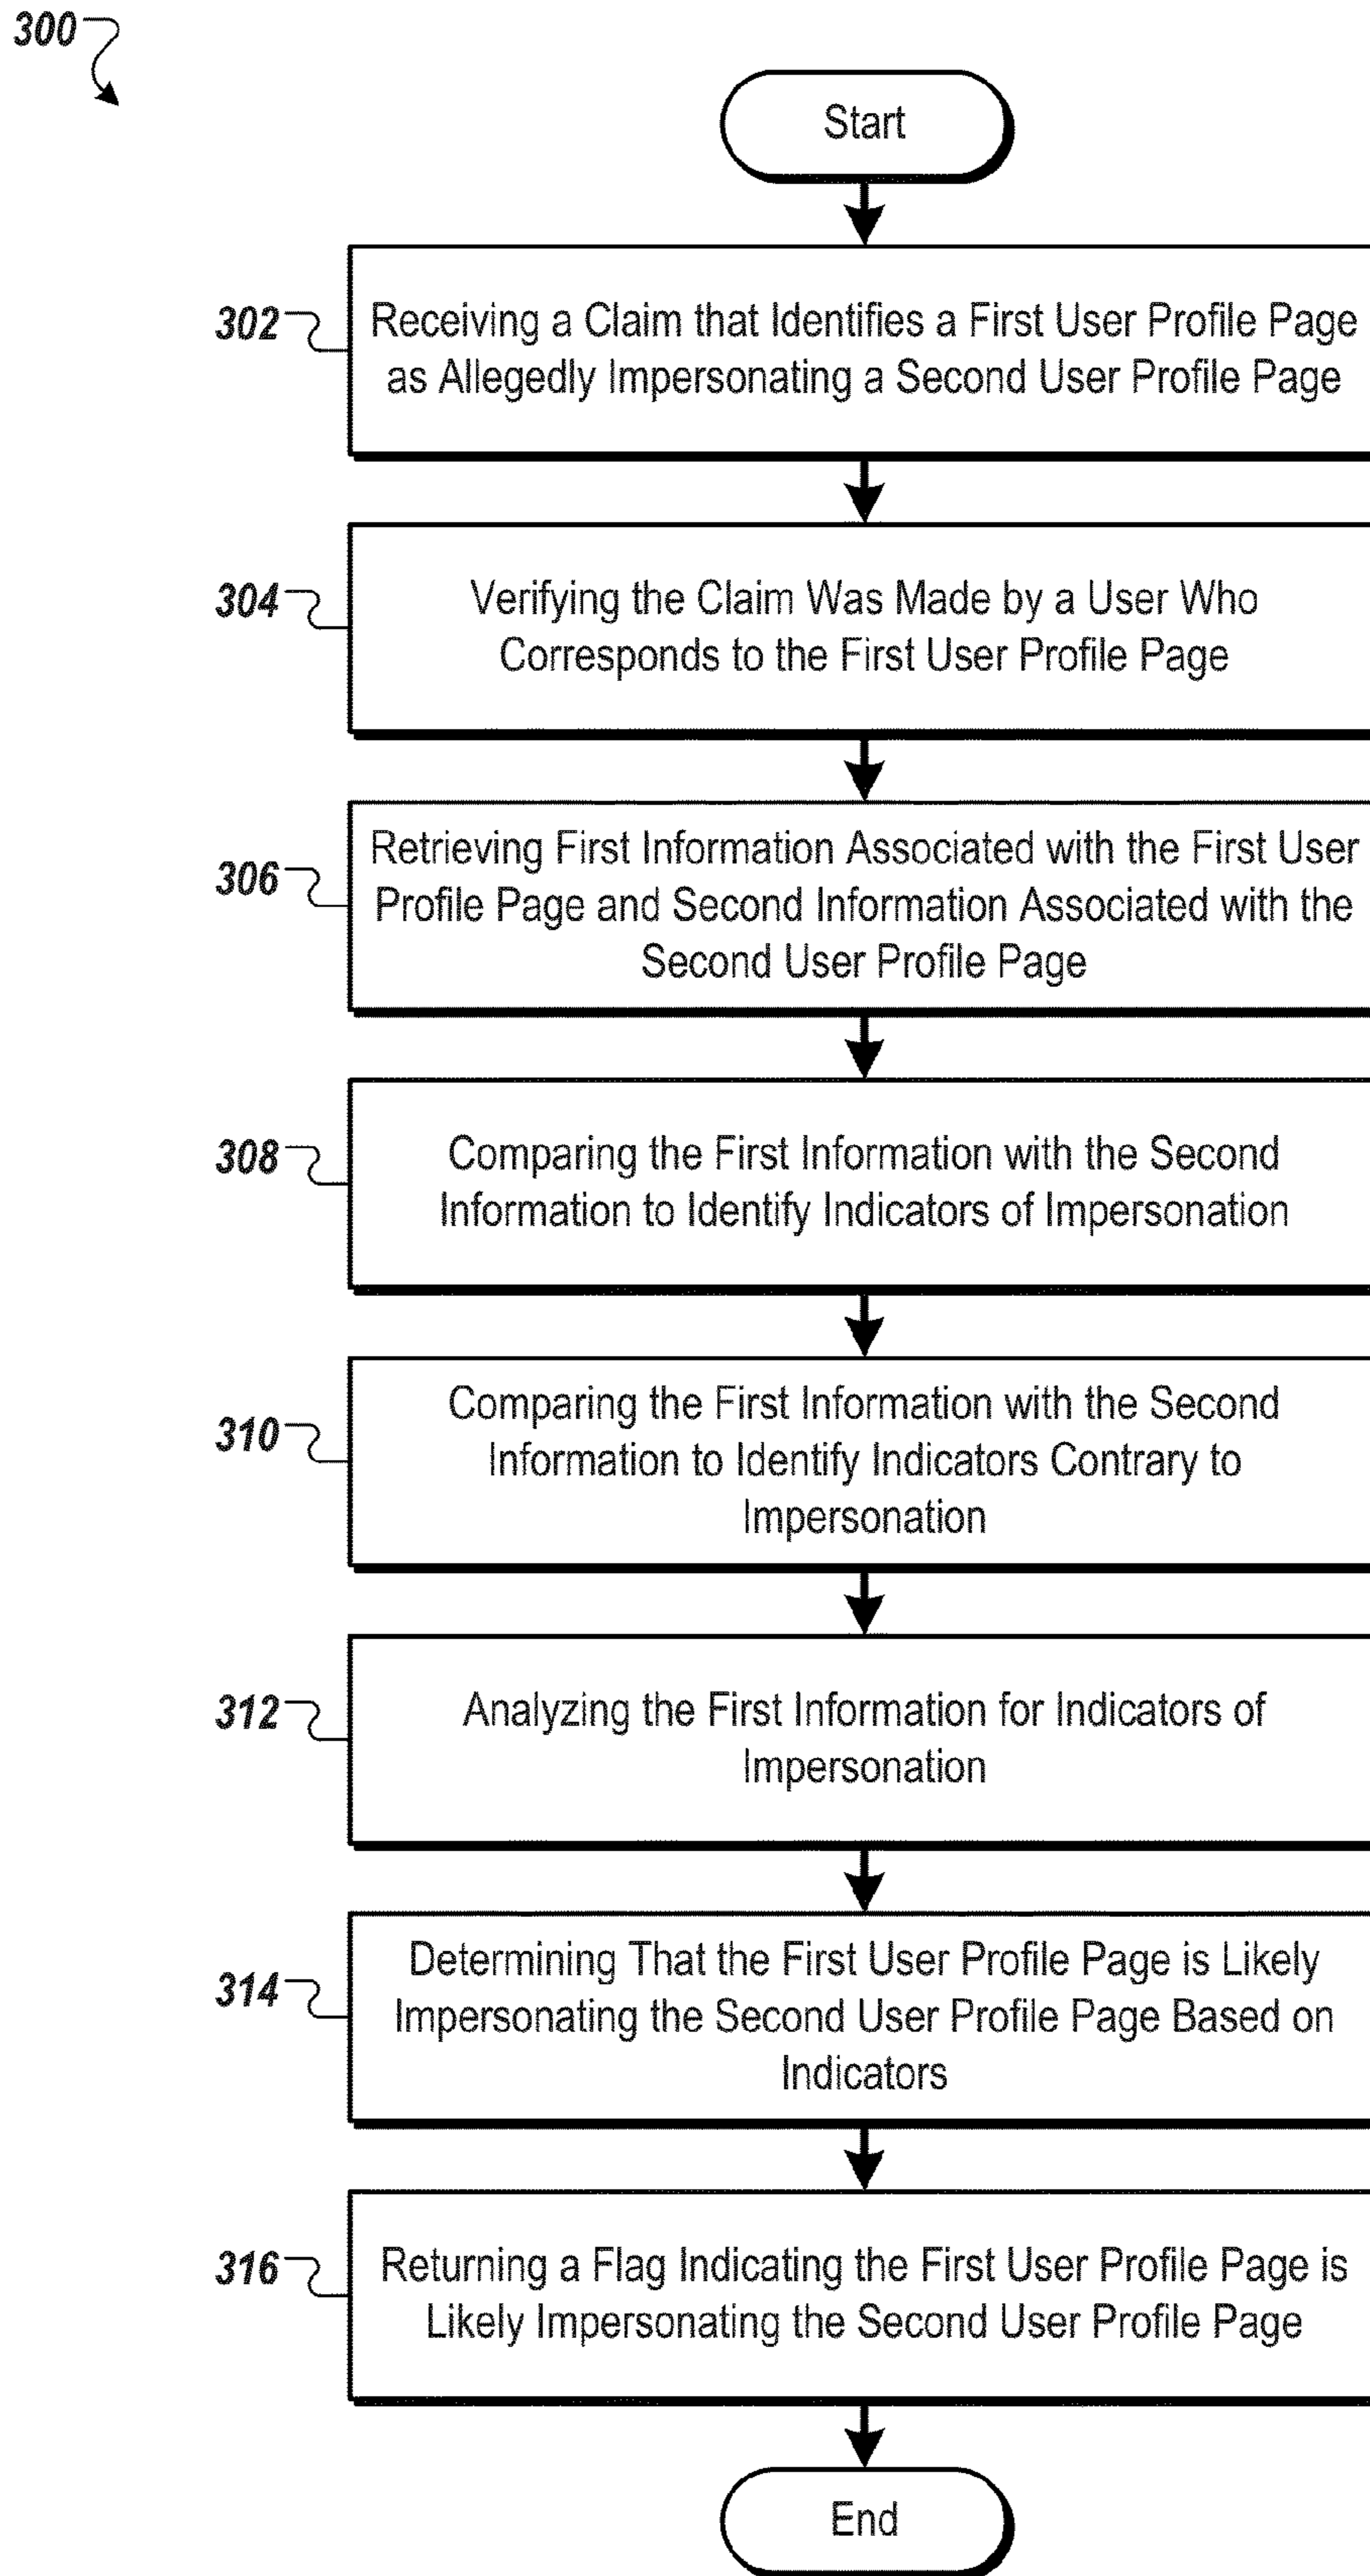 300
Start
302
Receiving a Claim that Identifies a First User Profile Page
as Allegedly Impersonating a Second User Profile Page
304
Verifying the Claim Was Made by a User Who
Corresponds to the First User Profile Page
306
Retrieving First Information Associated with the First User
Profile Page and Second Information Associated with the
Second User Profile Page
308
Comparing the First Information with the Second
Information to Identify Indicators of Impersonation
310
Comparing the First Information with the Second
Information to Identify Indicators Contrary to
Impersonation
312
Analyzing the First Information for Indicators of
Impersonation
314
Determining That the First User Profile Page is Likely
Impersonating the Second User Profile Page Based on
Indicators
316
Returning a Flag Indicating the First User Profile Page is
Likely Impersonating the Second User Profile Page
End